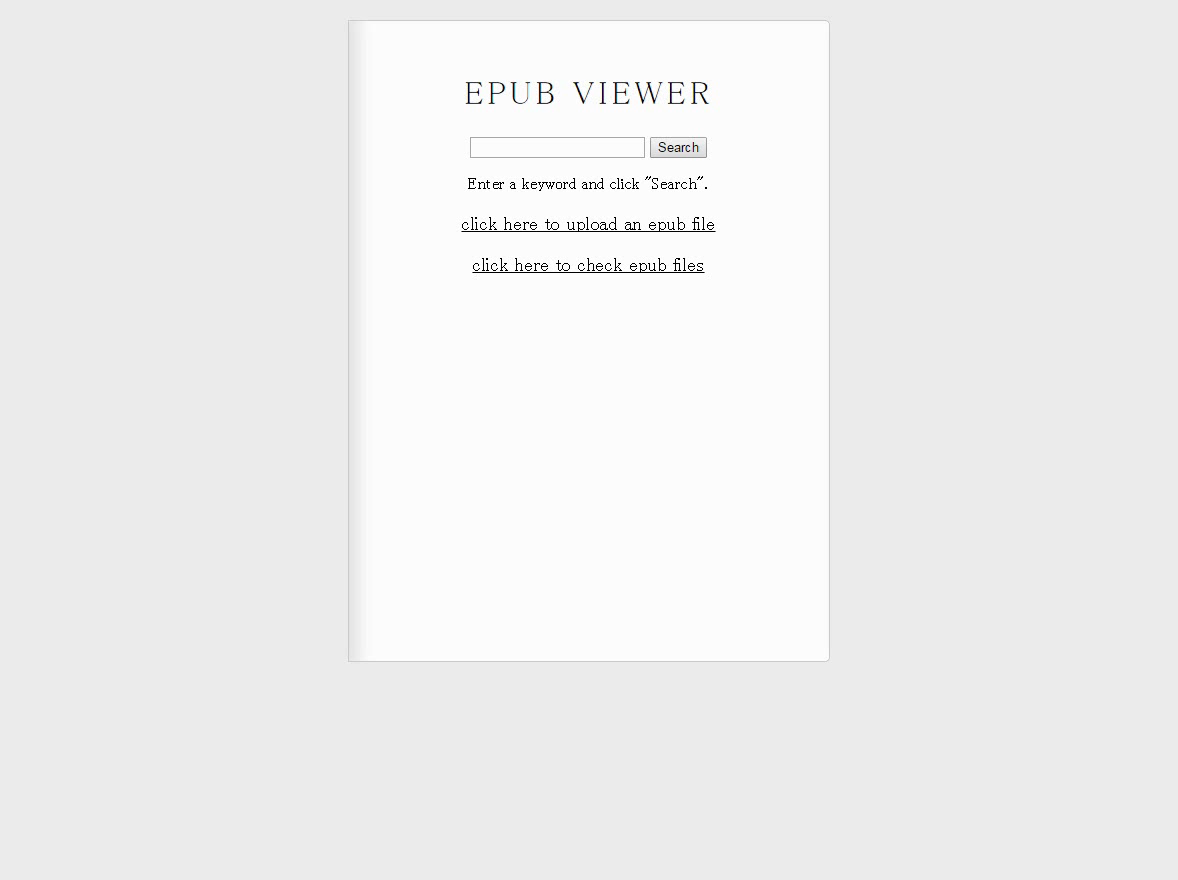 EPUB VIEWER
Search
Enter a keyword and click "Search".
click here to upload an epub file
click here to check epub files